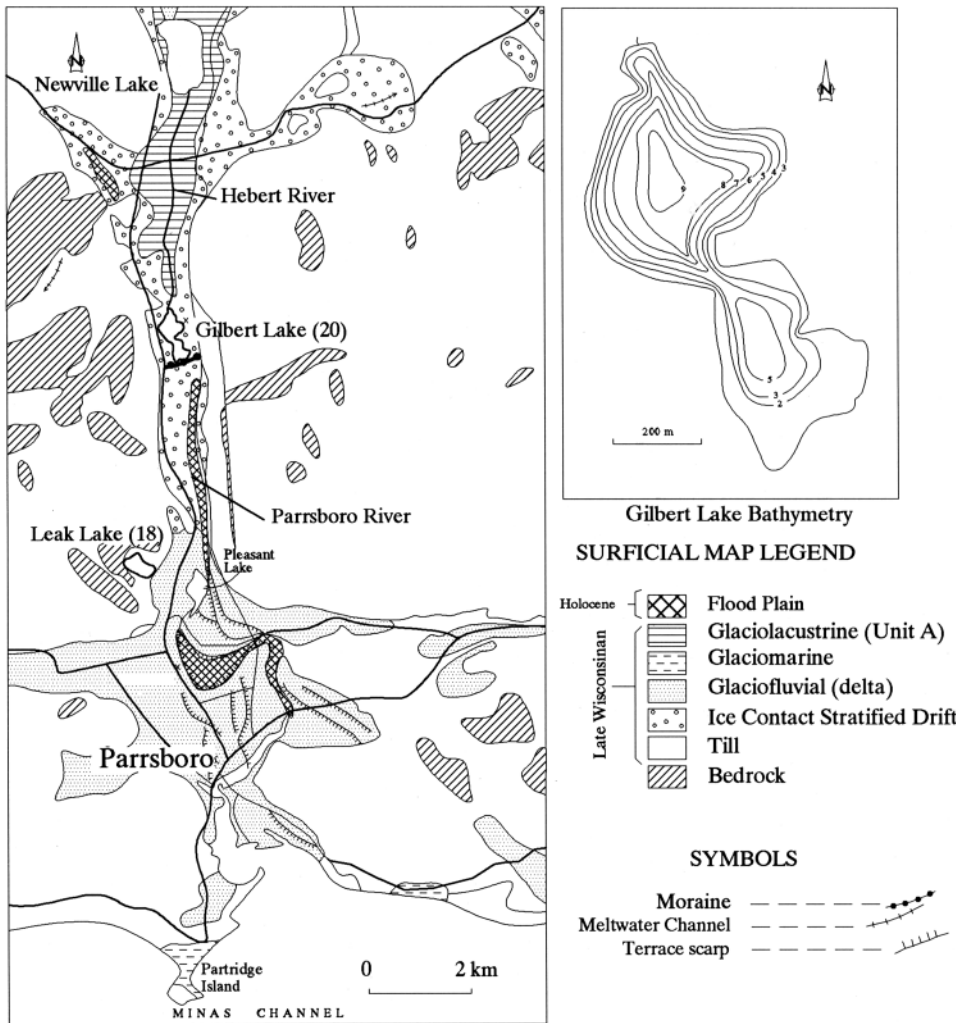 N
Newville Lake
Hebert River
Gilbert Lake (20)
Parrsboro River
Leak Lake (18)
Pleasant
Lake
Parrsboro
Partridge
Island
0 2 km
MINAS CHANNEL
N
9 8 7 6 5 4 3
5
3
2
200 m
Gilbert Lake Bathymetry
SURFICIAL MAP LEGEND
Holocene
Late Wisconsinan
Flood Plain
Glaciolacustrine (Unit A)
Glaciomarine
Glaciofluvial (delta)
Ice Contact Stratified Drift
Till
Bedrock
SYMBOLS
Moraine
Meltwater Channel
Terrace scarp